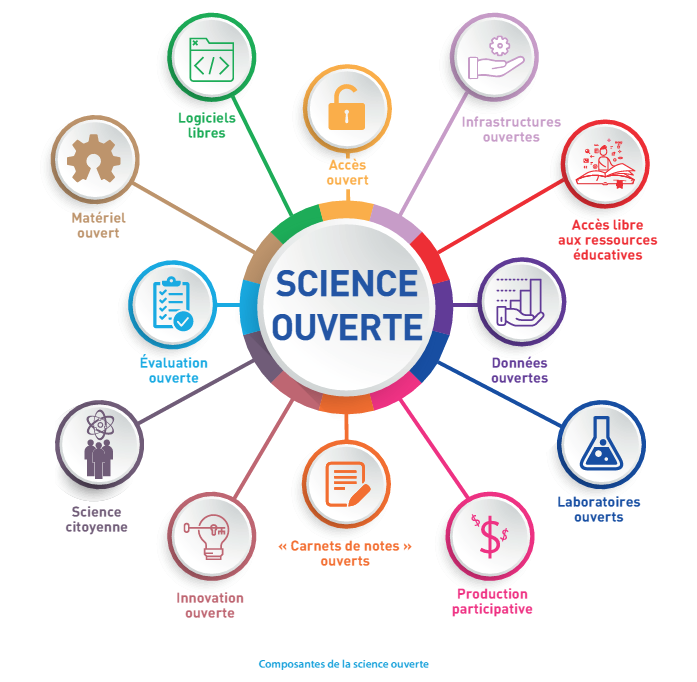 Logiciels
libres
Accès
ouvert
Infrastructures
ouvertes
Matériel
ouvert
Accès libre
aux ressources
éducatives
SCIENCE
OUVERTE
Évaluation
ouverte
Données
ouvertes
Science
citoyenne
Laboratoires
ouverts
« Carnets de notes »
ouverts
Innovation
ouverte
Production
participative
Composantes de la science ouverte